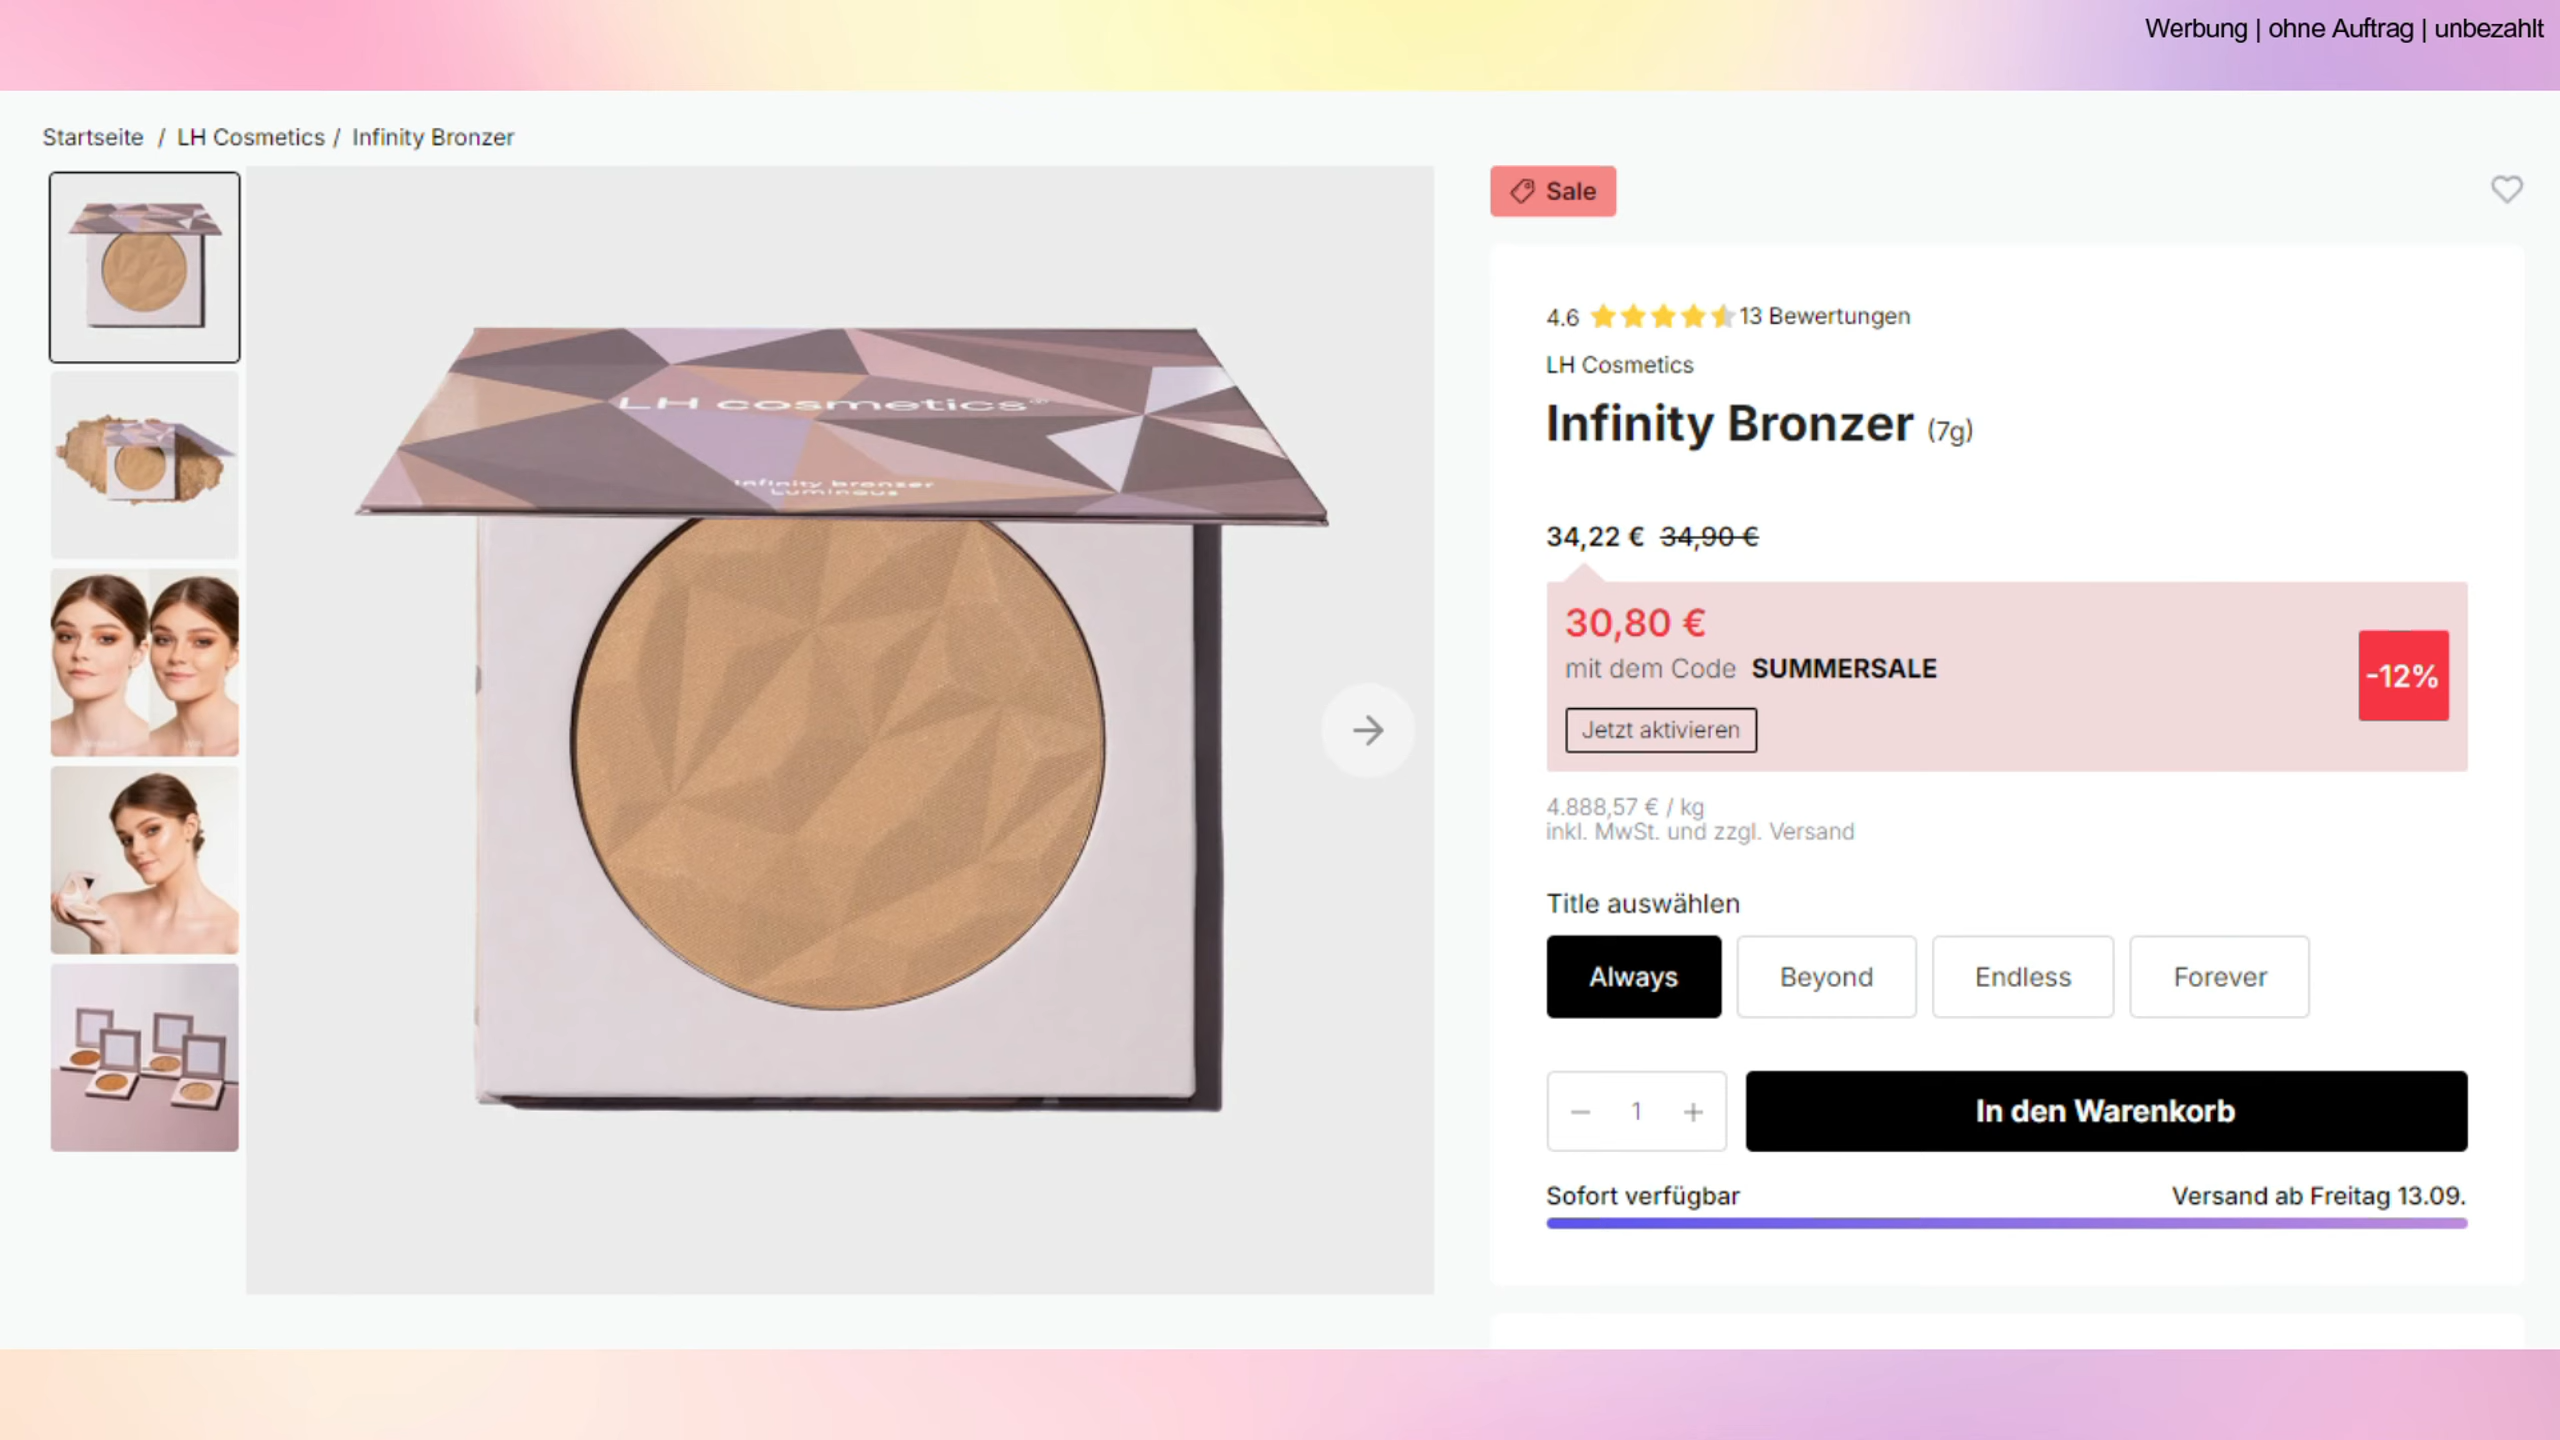 Werbung | ohne Auftrag | unbezahlt
Startseite / LH Cosmetics / Infinity Bronzer
LH cosmetics®
Infinity bronzer
Luminous
Sale
4.6 13 Bewertungen
LH Cosmetics
Infinity Bronzer (7g)
34,22 € 34,90 €
30,80 €
mit dem Code SUMMERSALE
-12%
Jetzt aktivieren
4.888,57 € / kg
inkl. MwSt. und zzgl. Versand
Title auswählen
Always Beyond Endless Forever
1
In den Warenkorb
Sofort verfügbar Versand ab Freitag 13.09.